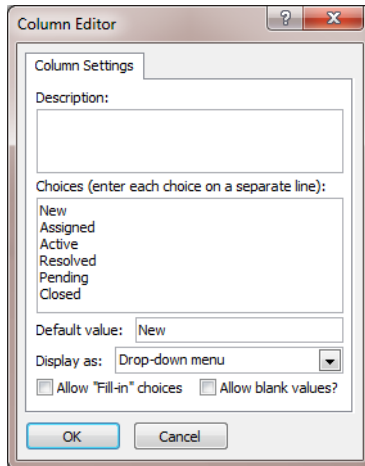 Column Editor
?
X
Column Settings
Description:
Choices (enter each choice on a separate line):
New
Assigned
Active
Resolved
Pending
Closed
Default value: New
Display as: Drop-down menu
Allow "Fill-in" choices Allow blank values?
OK Cancel